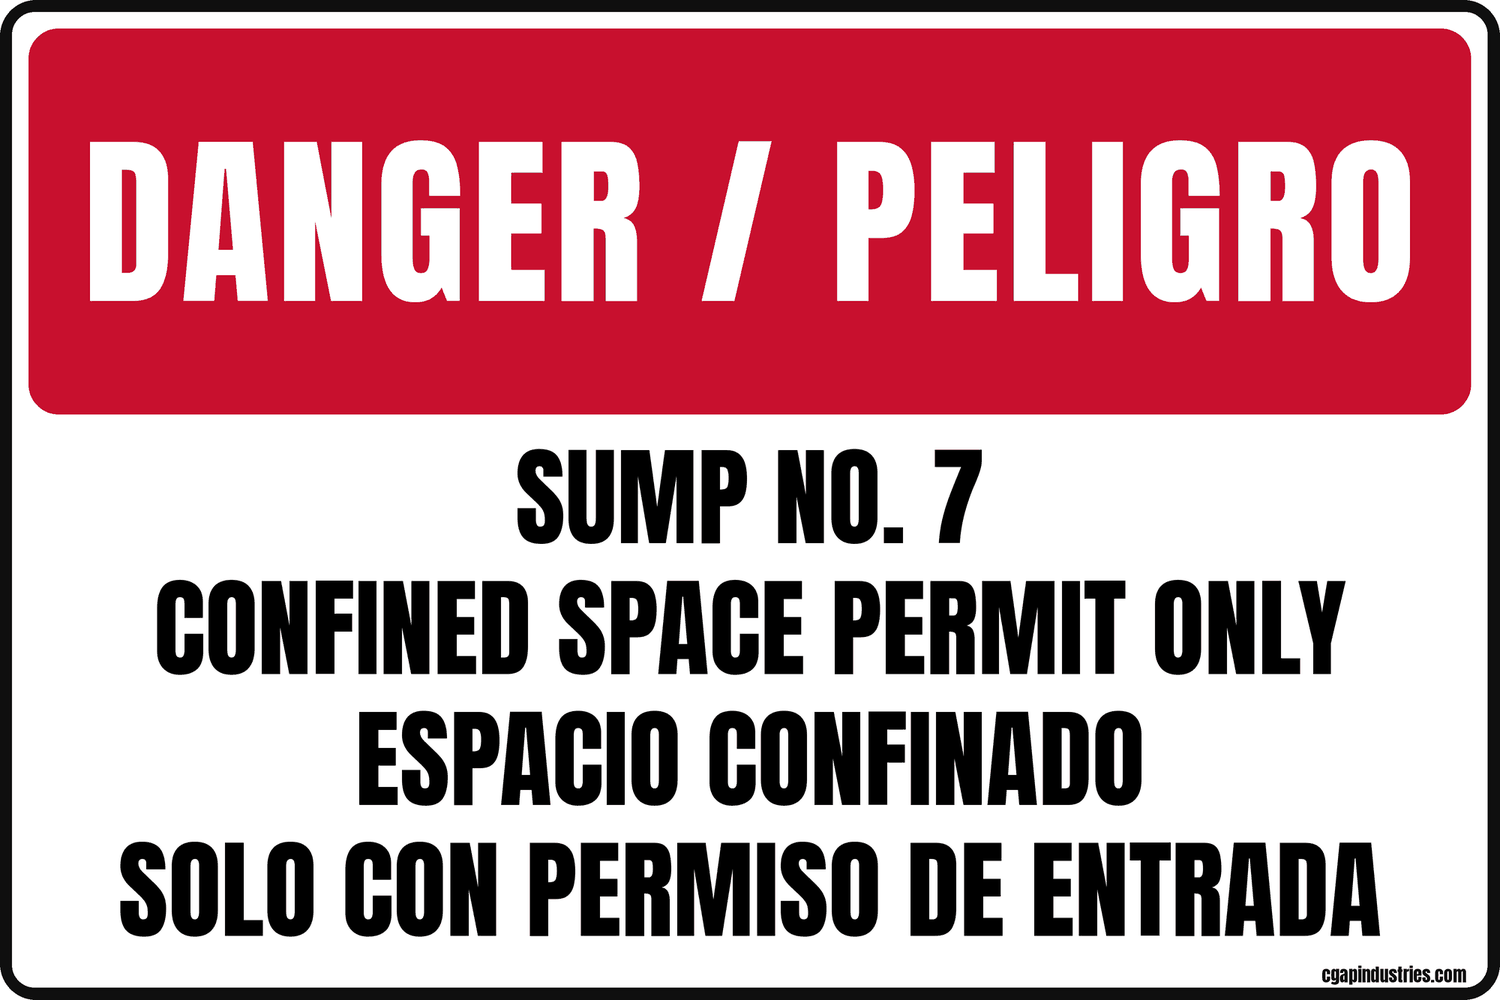 DANGER / PELIGRO
SUMP NO. 7
CONFINED SPACE PERMIT ONLY
ESPACIO CONFINADO
SOLO CON PERMISO DE ENTRADA
cgapindustries.com